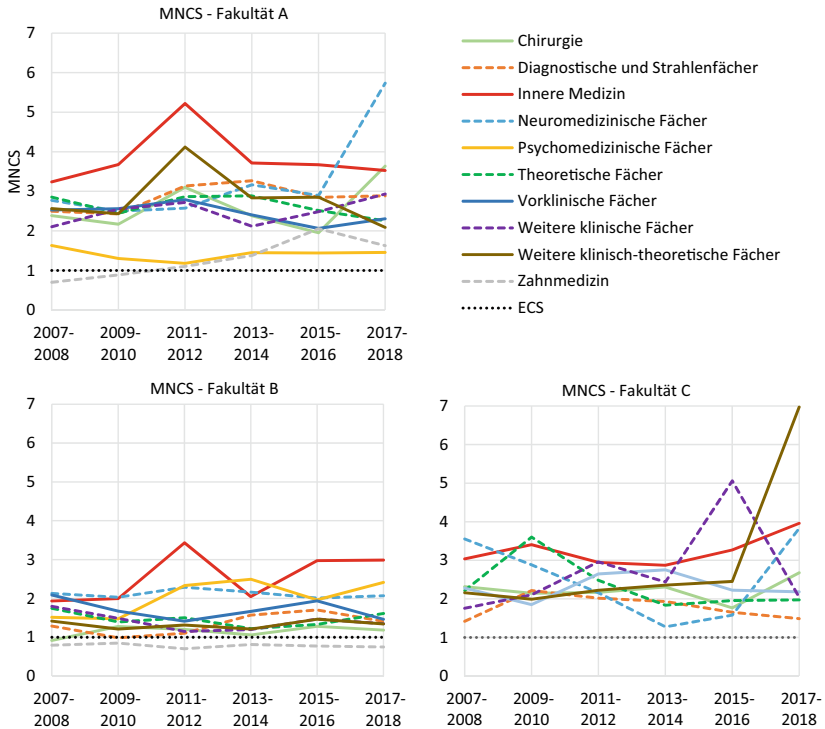 MNCS - Fakultät A
MNCS
7
6
5
4
3
2
1
0
2007- 2009- 2011- 2013- 2015- 2017-
2008 2010 2012 2014 2016 2018
Chirurgie
Diagnostische und Strahlenfächer
Innere Medizin
Neuromedizinische Fächer
Psychomedizinische Fächer
Theoretische Fächer
Vorklinische Fächer
Weitere klinische Fächer
Weitere klinisch-theoretische Fächer
Zahnmedizin
ECS
MNCS - Fakultät B
7
6
5
4
3
2
1
0
2007- 2009- 2011- 2013- 2015- 2017-
2008 2010 2012 2014 2016 2018
MNCS - Fakultät C
7
6
5
4
3
2
1
0
2007- 2009- 2011- 2013- 2015- 2017-
2008 2010 2012 2014 2016 2018